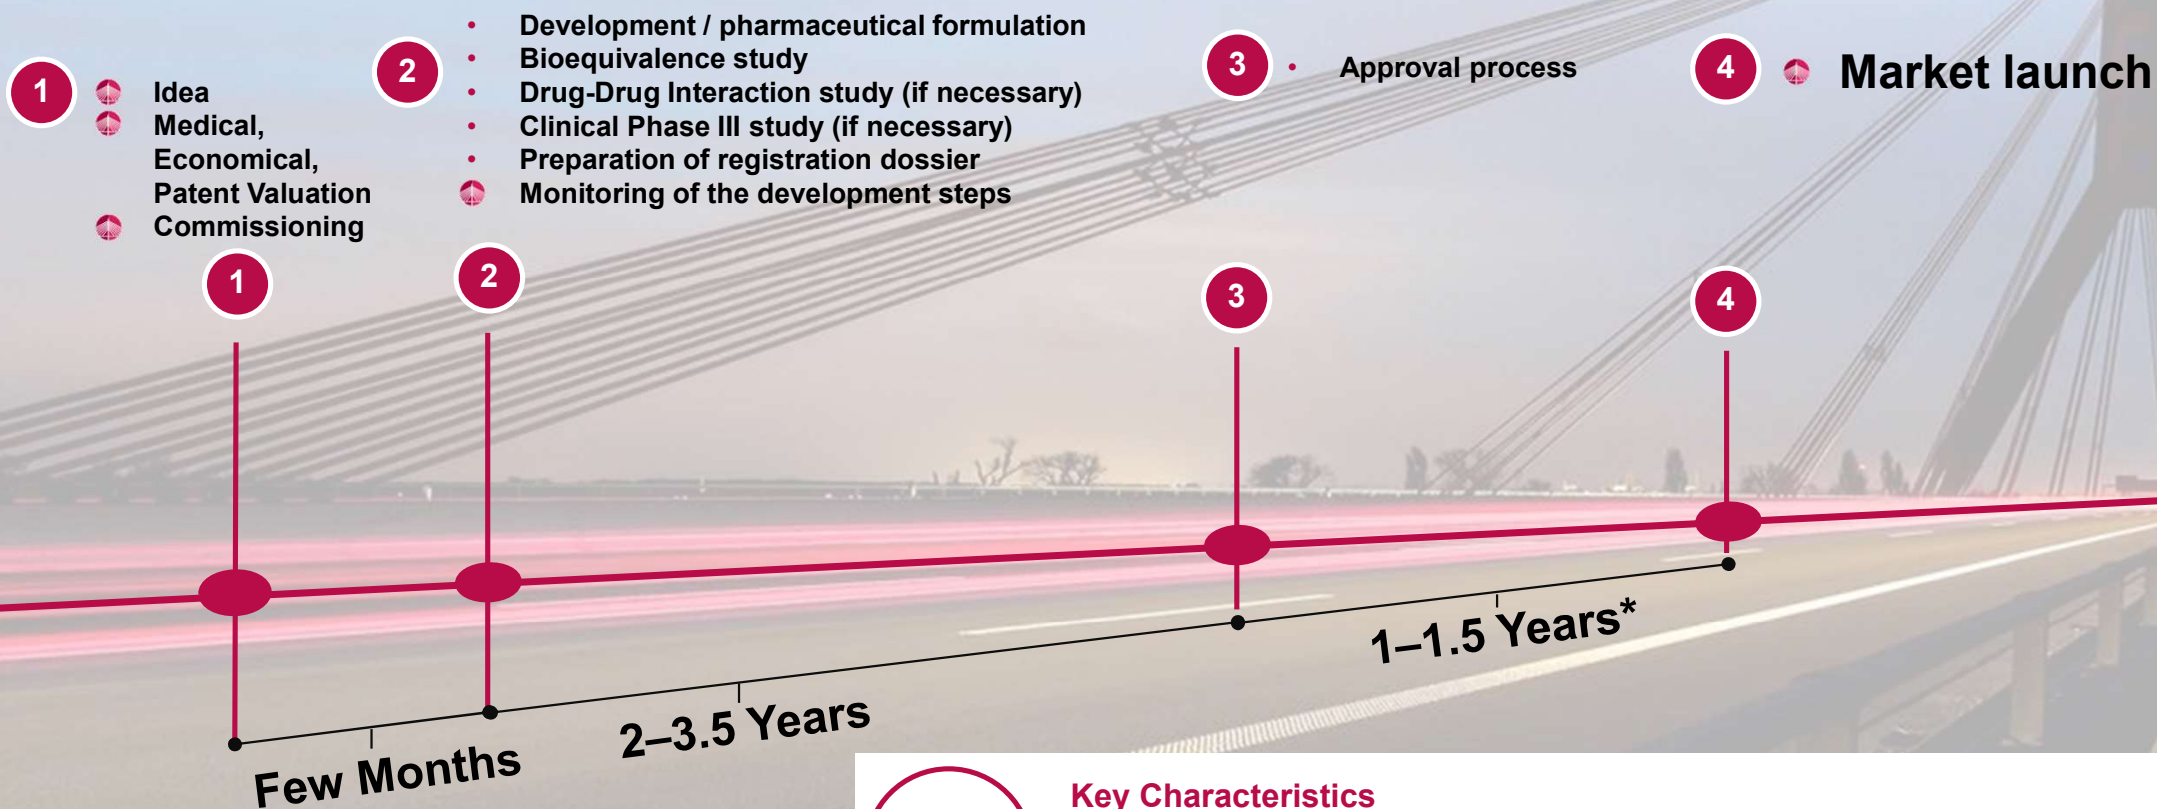 1
Idea
Medical,
Economical,
Patent Valuation
Commissioning
2
• Development / pharmaceutical formulation
• Bioequivalence study
• Drug-Drug Interaction study (if necessary)
• Clinical Phase III study (if necessary)
• Preparation of registration dossier
Monitoring of the development steps
3
• Approval process
4
Market launch
1
2
3
4
Few Months
2–3.5 Years
1–1.5 Years*
Key Characteristics